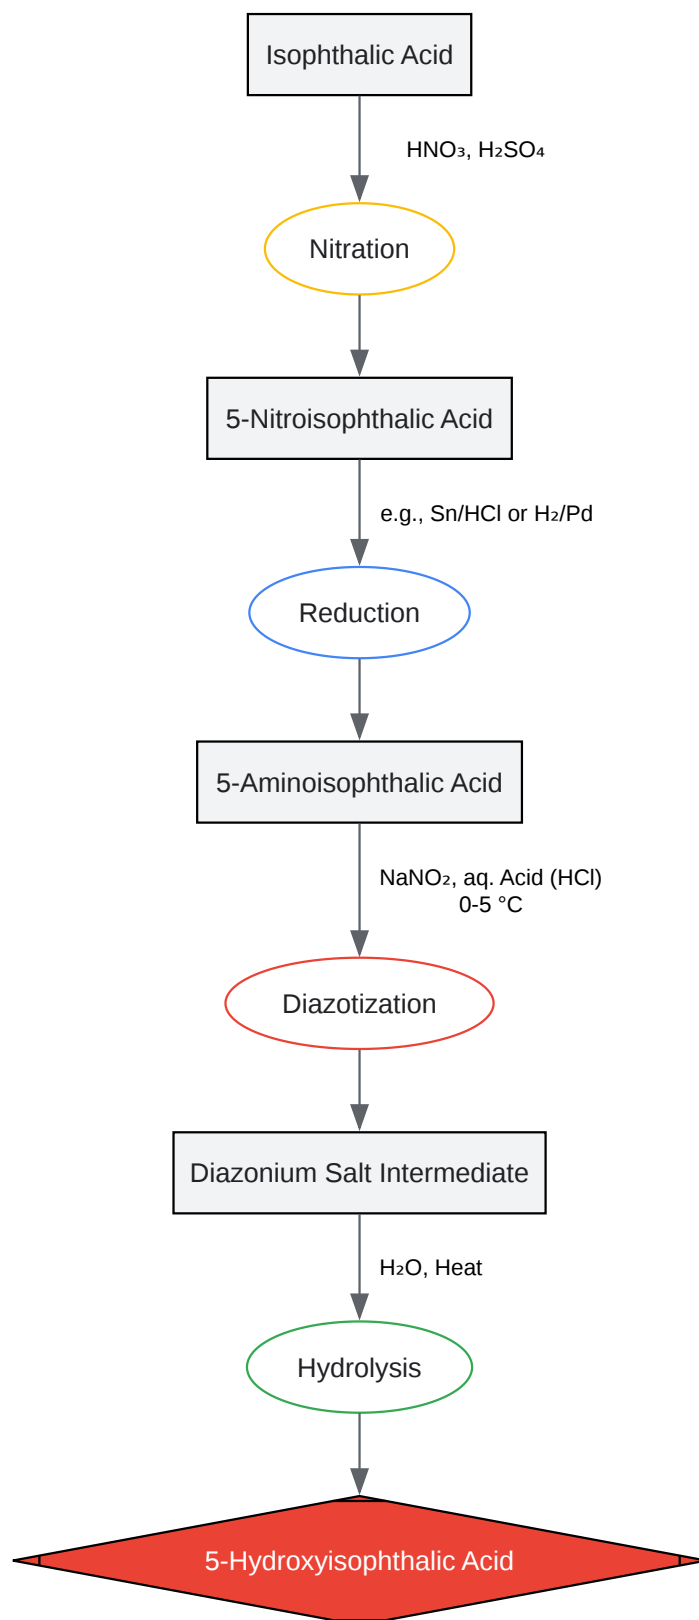 Isophthalic Acid
HNO₃, H₂SO₄
Nitration
5-Nitroisophthalic Acid
e.g., Sn/HCl or H₂/Pd
Reduction
5-Aminoisophthalic Acid
NaNO₂, aq. Acid (HCl)
0-5 °C
Diazotization
Diazonium Salt Intermediate
H₂O, Heat
Hydrolysis
5-Hydroxyisophthalic Acid